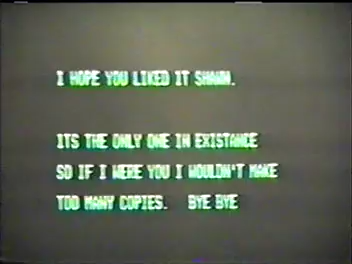 I HOPE YOU LIKED IT SHAWN.
ITS THE ONLY ONE IN EXISTANCE
SO IF I WERE YOU I WOULDN'T MAKE
TOO MANY COPIES. BYE BYE